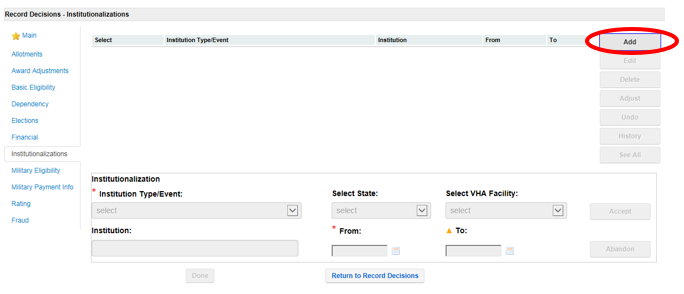 Record Decisions - Institutionalizations
Main
Allotments
Award Adjustments
Basic Eligibility
Dependency
Elections
Financial
Institutionalizations
Military Eligibility
Military Payment Info
Rating
Fraud
Select Institution Type/Event Institution From To
Add
Edit
Delete
Adjust
Undo
History
See All
Institutionalization
* Institution Type/Event: Select State: Select VHA Facility:
select select select Accept
Institution: * From: To:
Abandon
Done Return to Record Decisions